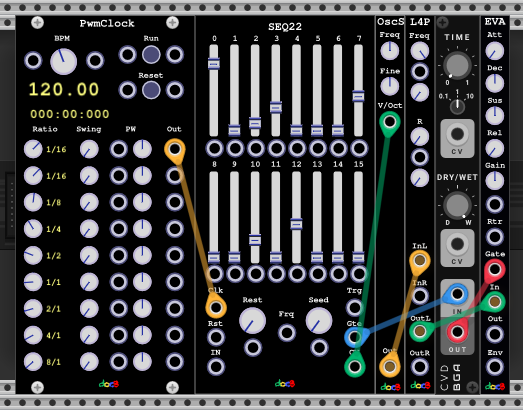 PwmClock
BPM
Run
120.00
Reset
000:000:000
Ratio Swing PW Out
1/16
1/16
1/8
1/4
1/2
1/1
2/1
4/1
8/1
SEQ22
0 1 2 3 4 5 6 7
8 9 10 11 12 13 14 15
Clk
Rst
IN
Rest
Frq
Seed
Trg
Gte
OscS
Freq
Fine
V/Oct
Out
L4P
Freq
R
InL
InR
OutL
OutR
TIME
0 1
0.1 1 10
CV
DRY/WET
D W
CV
IN
OUT
EVA
Att
Dec
Sus
Rel
Gain
Rtr
Gate
In
Out
Env